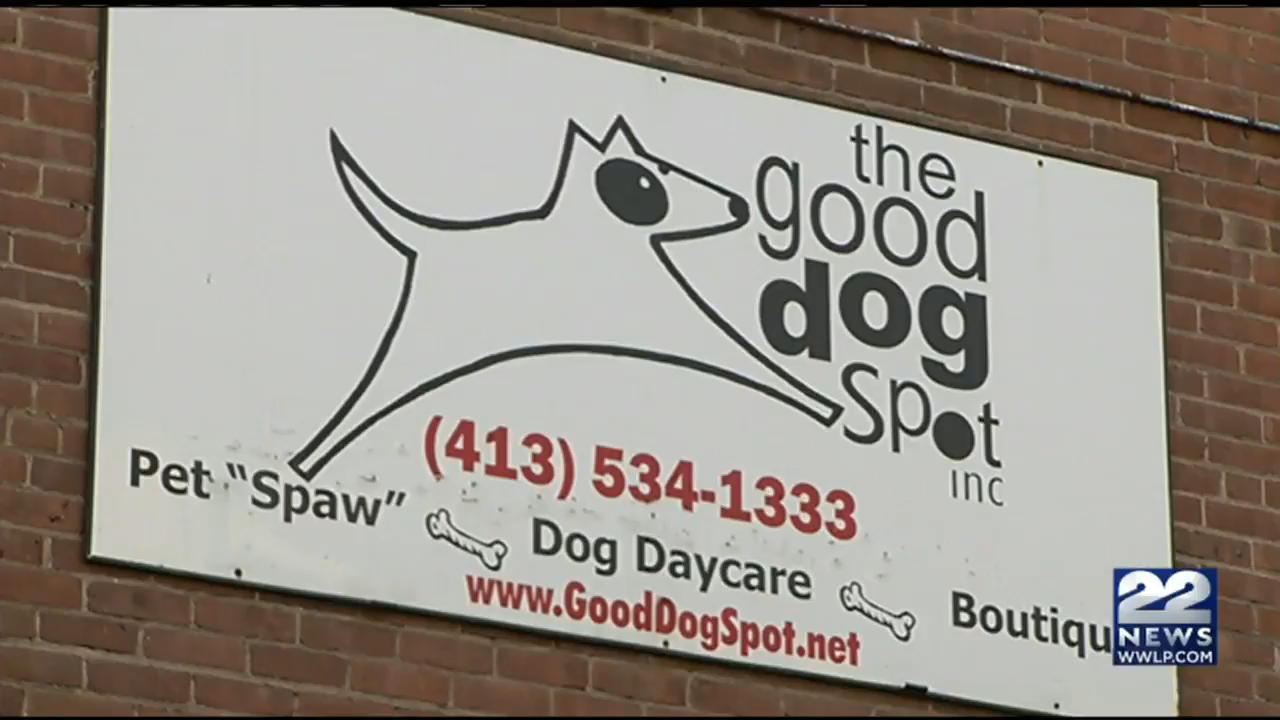 the
good
dog
Spot
inc
(413) 534-1333
Pet "Spaw" Dog Daycare Boutiqu
www.GoodDogSpot.net
22
NEWS
WWLP.COM